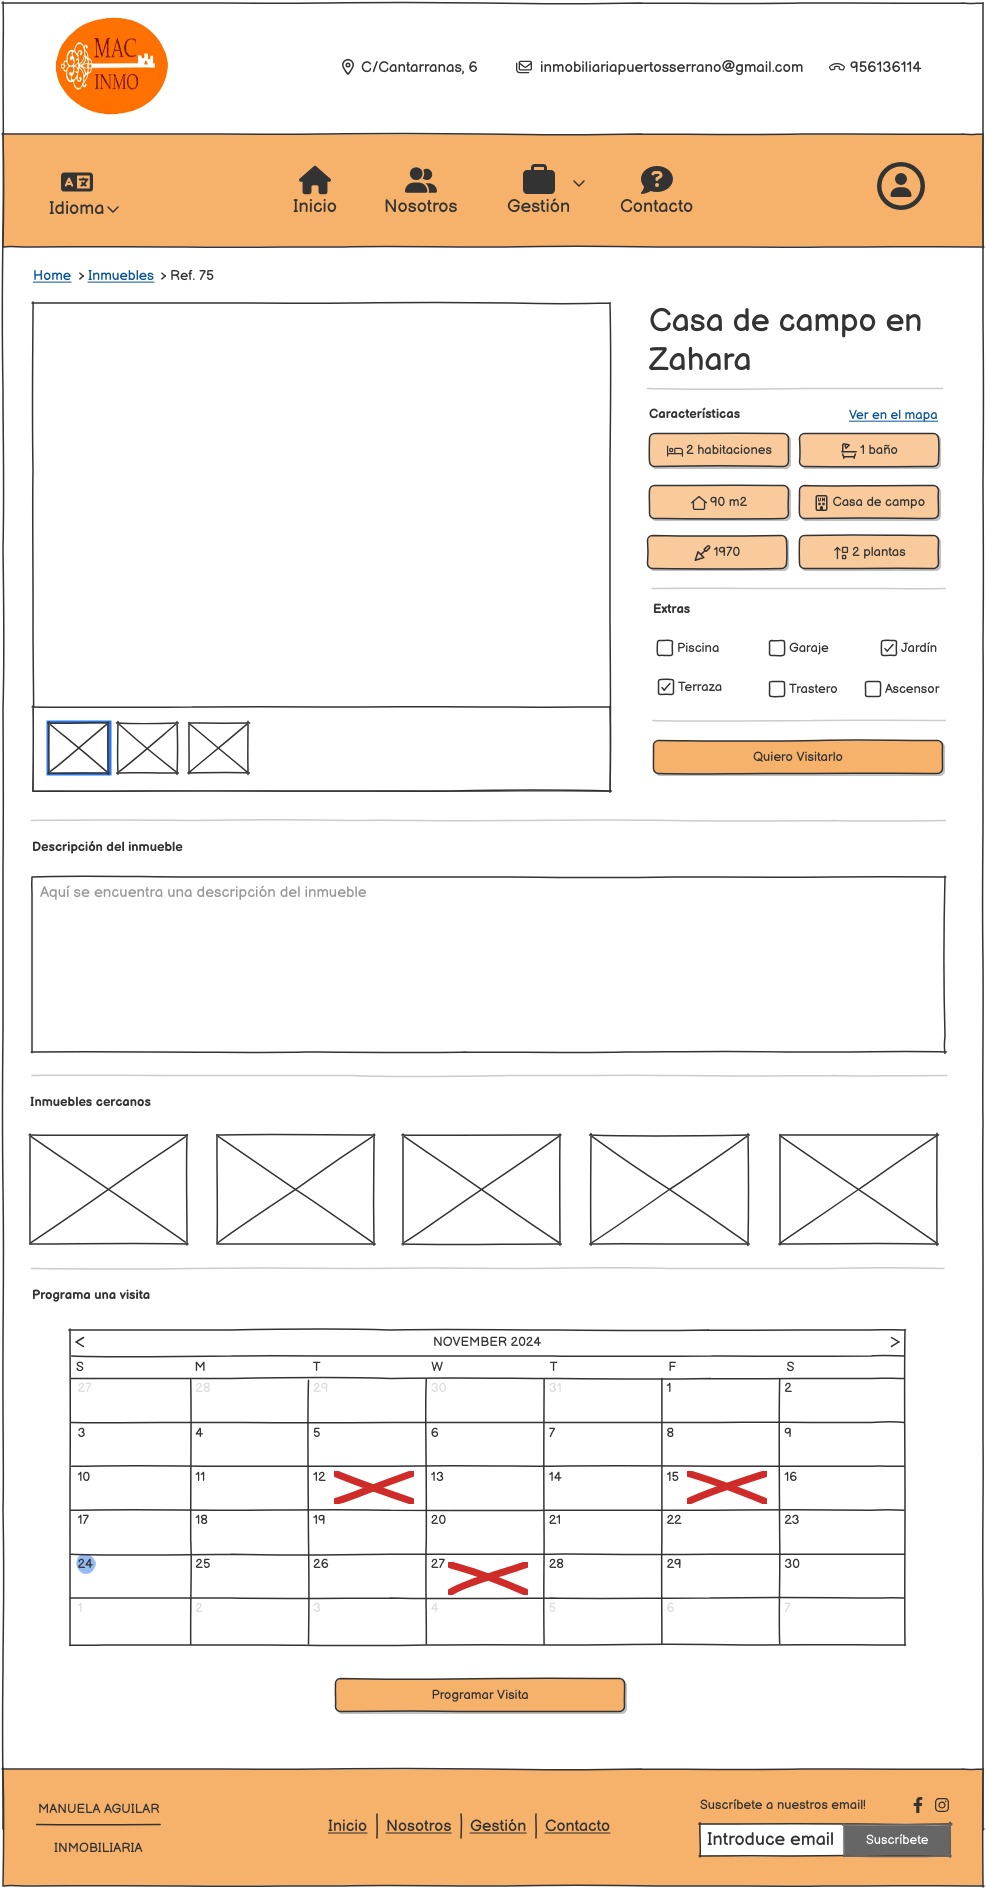 MAC
INMO
C/Cantarranas, 6
inmobiliariapuertosserrano@gmail.com
956136114
Idioma
Inicio
Nosotros
Gestión
Contacto
Home > Inmuebles > Ref. 75
Casa de campo en
Zahara
Características
Ver en el mapa
2 habitaciones
1 baño
90 m2
Casa de campo
1970
2 plantas
Extras
Piscina
Garaje
Jardín
Terraza
Trastero
Ascensor
Quiero Visitarlo
Descripción del inmueble
Aquí se encuentra una descripción del inmueble
Inmuebles cercanos
Programa una visita
< NOVEMBER 2024 >
S M T W T F S
27 28 29 30 31 1 2
3 4 5 6 7 8 9
10 11 12 13 14 15 16
17 18 19 20 21 22 23
24 25 26 27 28 29 30
1 2 3 4 5 6 7
Programar Visita
MANUELA AGUILAR
INMOBILIARIA
Inicio
Nosotros
Gestión
Contacto
Suscríbete a nuestros email!
Introduce email
Suscríbete